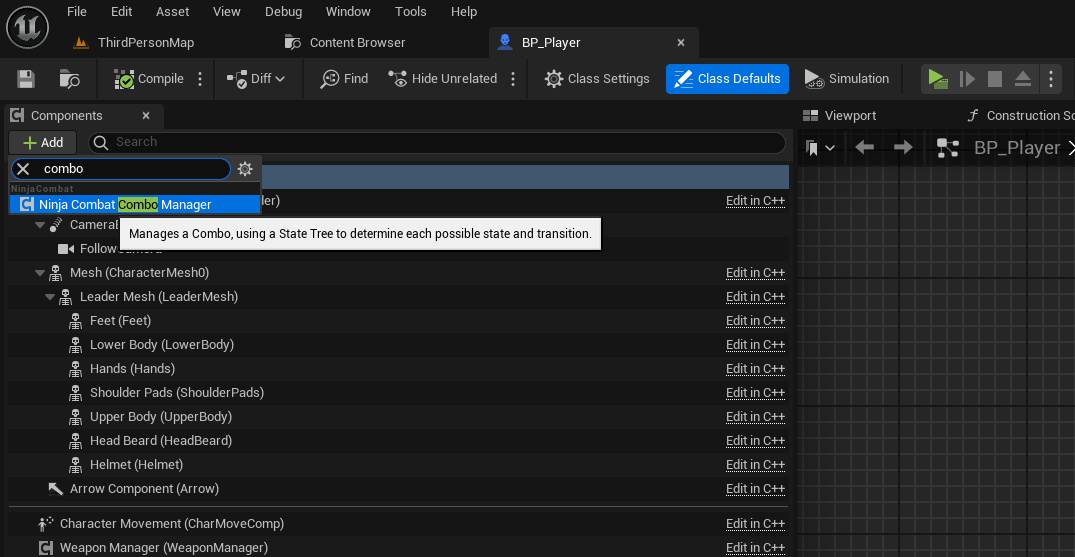 File Edit Asset View Debug Window Tools Help
ThirdPersonMap Content Browser BP_Player
Compile Diff Find Hide Unrelated Class Settings Class Defaults Simulation
Components Viewport Construction Sc
Add Search BP_Player
combo
NinjaCombat
Ninja Combat Combo Manager Edit in C++
Camera
Manages a Combo, using a State Tree to determine each possible state and transition.
Mesh (CharacterMesh0) Edit in C++
Leader Mesh (LeaderMesh) Edit in C++
Feet (Feet) Edit in C++
Lower Body (LowerBody) Edit in C++
Hands (Hands) Edit in C++
Shoulder Pads (ShoulderPads) Edit in C++
Upper Body (UpperBody) Edit in C++
Head Beard (HeadBeard) Edit in C++
Helmet (Helmet) Edit in C++
Arrow Component (Arrow) Edit in C++
Character Movement (CharMoveComp) Edit in C++
Weapon Manager (WeaponManager) Edit in C++